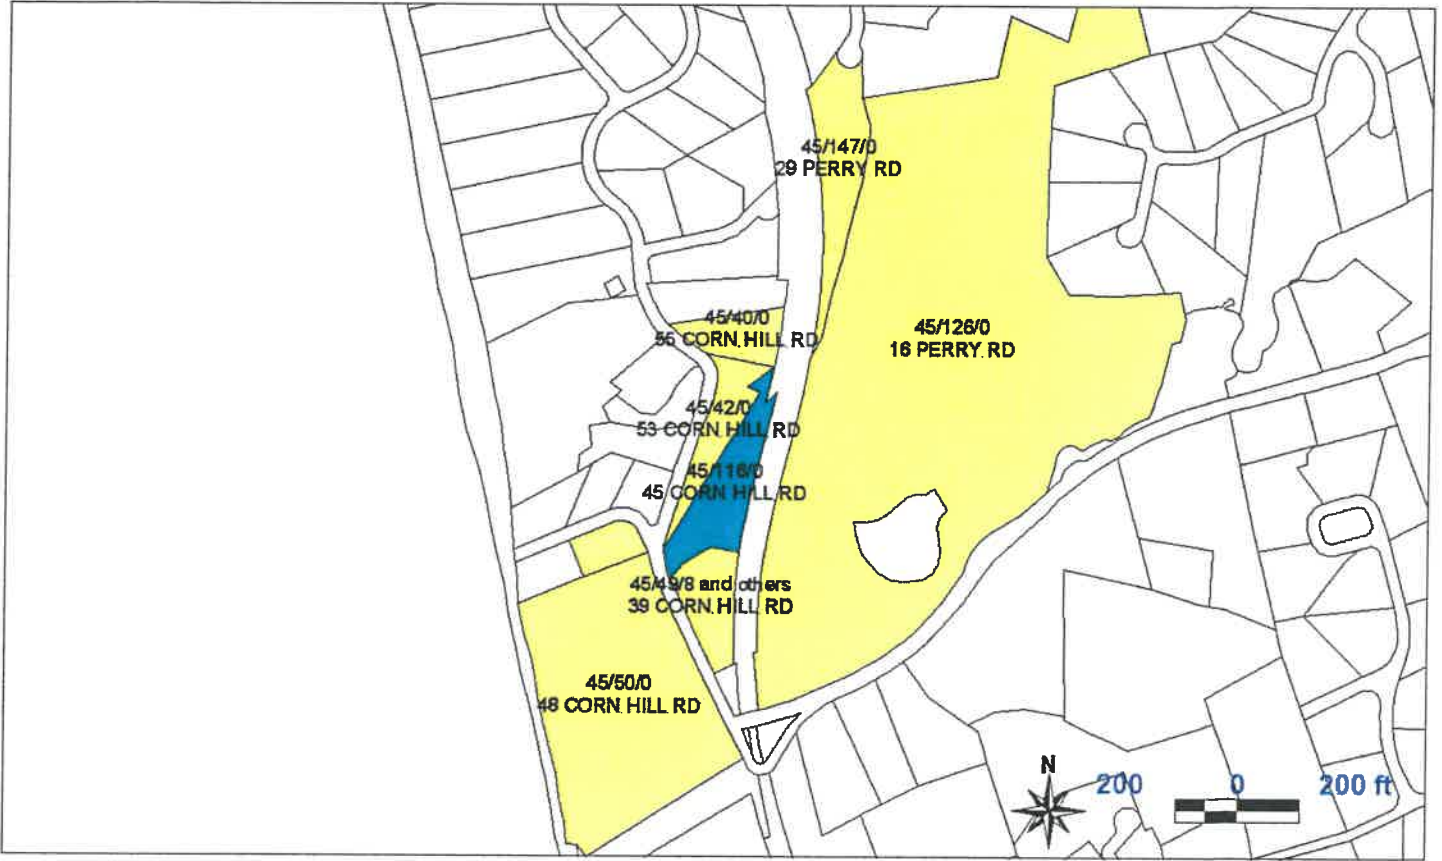 45/147/0
29 PERRY RD
45/40/0
55 CORN HILL RD
45/126/0
16 PERRY RD
45/42/0
53 CORN HILL RD
45/116/0
45 CORN HILL RD
45/49/8 and others
39 CORN HILL RD
45/50/0
48 CORN HILL RD
N
200 0 200 ft